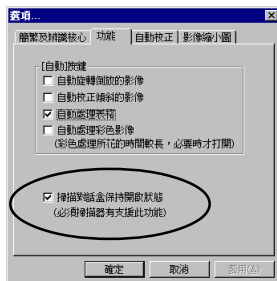 選項...
簡繁及辨識核心 功能 自動校正 影像縮小圖
[自動]按鍵
自動旋轉倒放的影像
自動校正傾斜的影像
自動處理表格
自動處理彩色影像
(彩色處理所花的時間較長，必要時才打開)
掃描對話盒保持開啟狀態
(必須掃描器有支援此功能)
確定 取消 套用(A)